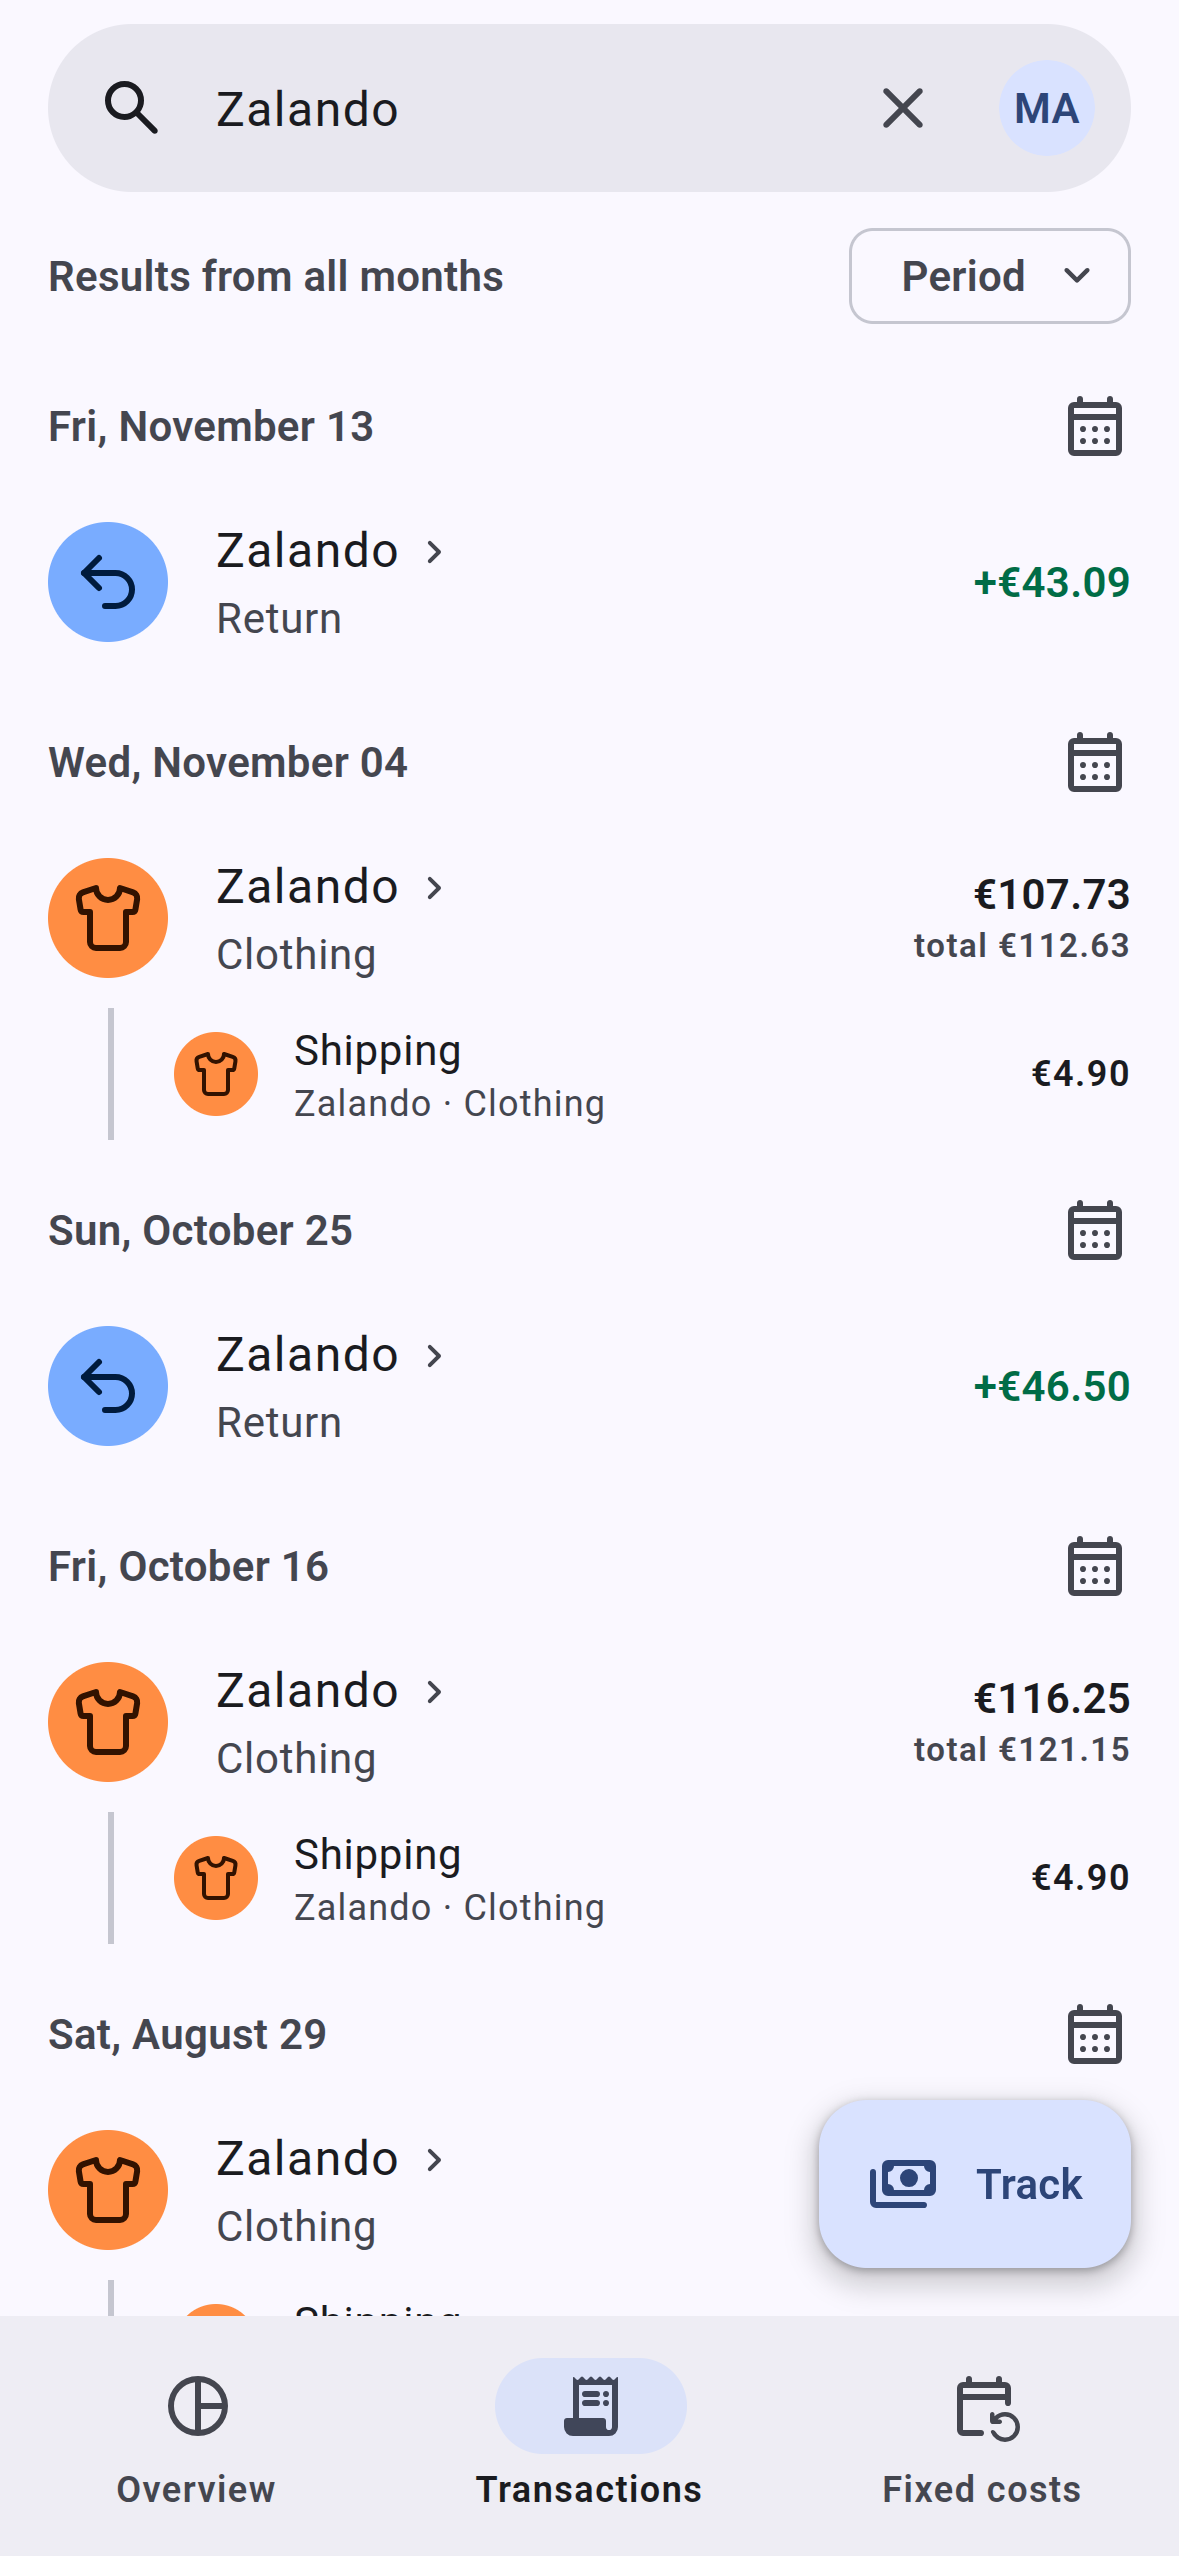 Zalando
MA
Results from all months
Period
Fri, November 13
Zalando
Return
+€43.09
Wed, November 04
Zalando
Clothing
€107.73
total €112.63
Shipping
Zalando · Clothing
€4.90
Sun, October 25
Zalando
Return
+€46.50
Fri, October 16
Zalando
Clothing
€116.25
total €121.15
Shipping
Zalando · Clothing
€4.90
Sat, August 29
Zalando
Clothing
Track
Shipping
Overview
Transactions
Fixed costs